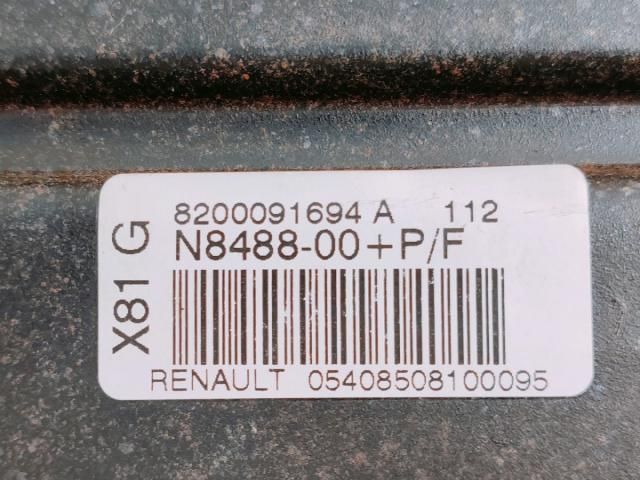 X81 G
8200091694 A 112
N8488-00+P/F
RENAULT 05408508100095